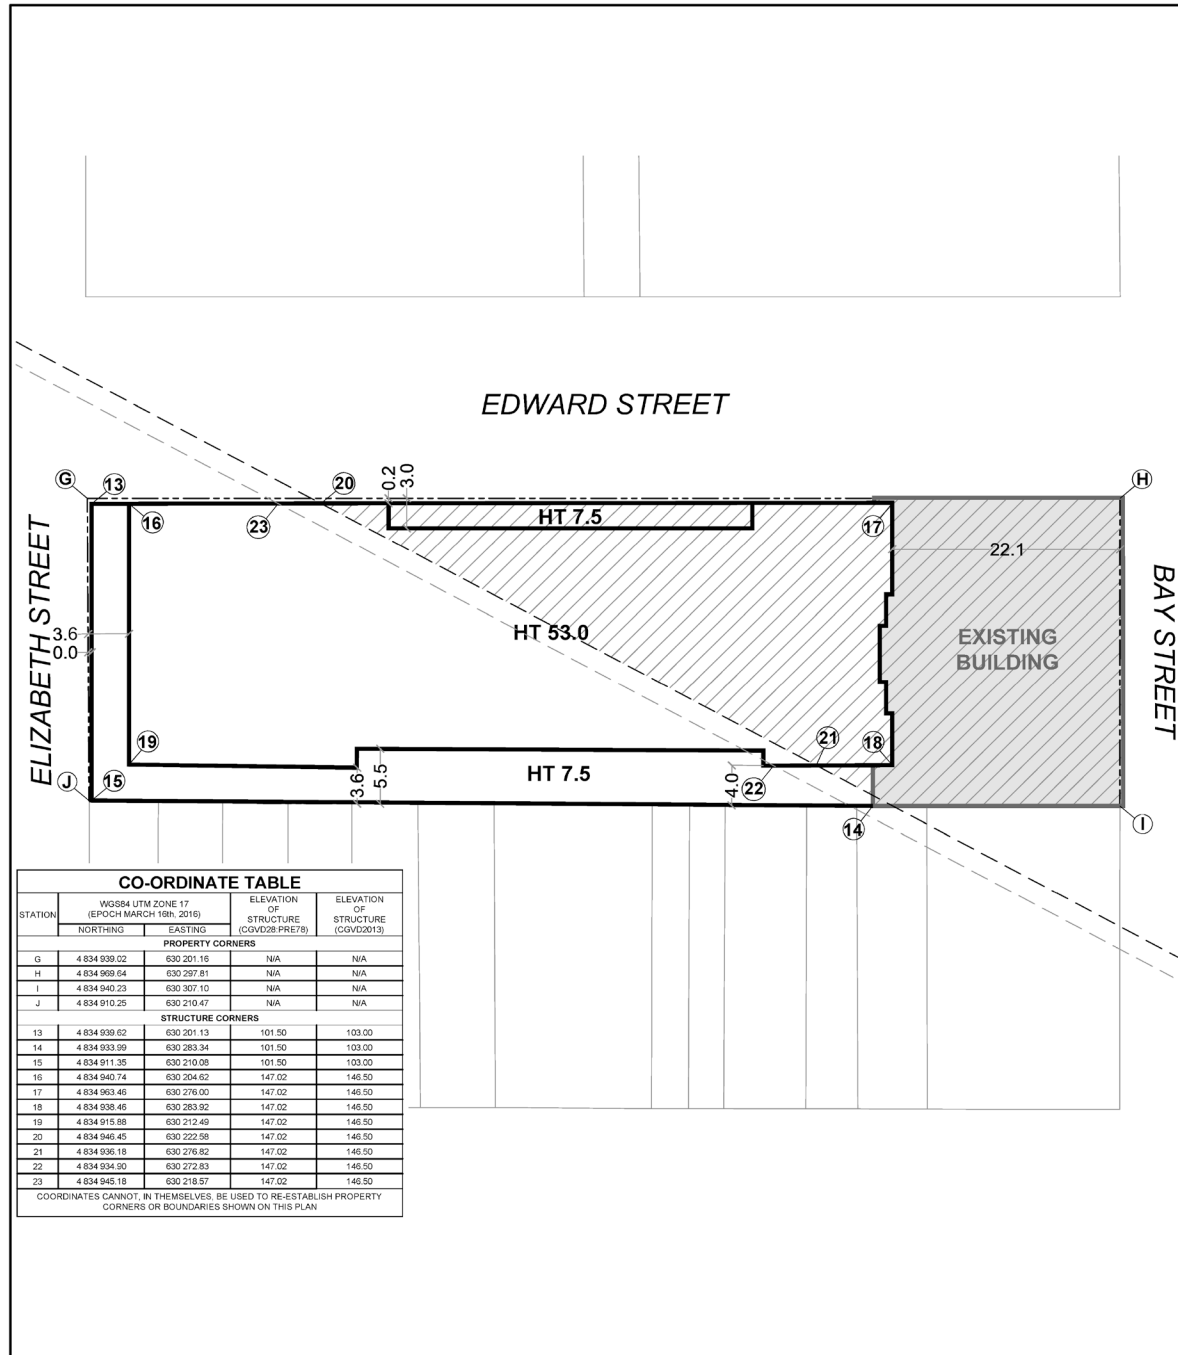 EDWARD STREET
G
13
20
0.2
3.0
H
16
23
HT 7.5
17
22.1
ELIZABETH STREET
3.6
0.0
HT 53.0
EXISTING
BUILDING
BAY STREET
19
21
18
J
15
3.6
5.5
HT 7.5
4.0
22
14
I
CO-ORDINATE TABLE
STATION
WGS84 UTM ZONE 17
(EPOCH MARCH 16th, 2016)
NORTHING EASTING
ELEVATION
OF
STRUCTURE
(CGVD28:PRE78)
ELEVATION
OF
STRUCTURE
(CGVD2013)
PROPERTY CORNERS
G 4 834 939.02 630 201.16 N/A N/A
H 4 834 969.64 630 297.81 N/A N/A
I 4 834 940.23 630 307.10 N/A N/A
J 4 834 910.25 630 210.47 N/A N/A
STRUCTURE CORNERS
13 4 834 939.62 630 201.13 101.50 103.00
14 4 834 933.99 630 283.34 101.50 103.00
15 4 834 911.35 630 210.08 101.50 103.00
16 4 834 940.74 630 204.62 147.02 146.50
17 4 834 963.46 630 276.00 147.02 146.50
18 4 834 938.46 630 283.92 147.02 146.50
19 4 834 915.88 630 212.49 147.02 146.50
20 4 834 946.45 630 222.58 147.02 146.50
21 4 834 936.18 630 276.82 147.02 146.50
22 4 834 934.90 630 272.83 147.02 146.50
23 4 834 945.18 630 218.57 147.02 146.50
COORDINATES CANNOT, IN THEMSELVES, BE USED TO RE-ESTABLISH PROPERTY
CORNERS OR BOUNDARIES SHOWN ON THIS PLAN